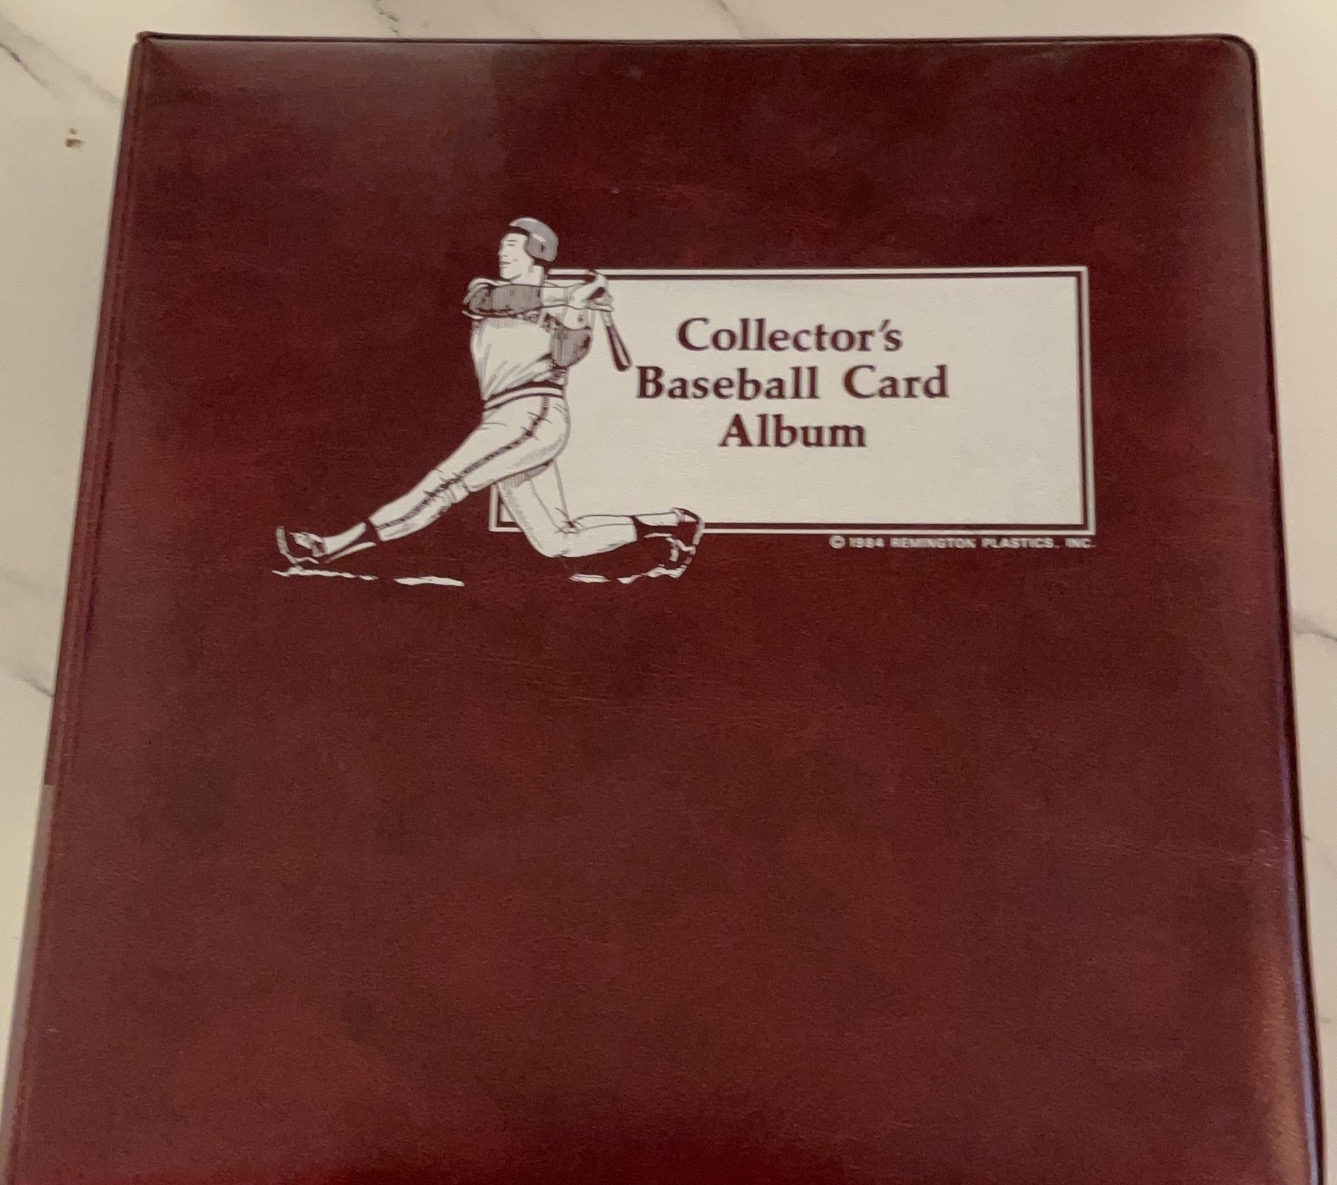 Collector's
Baseball Card
Album
© 1984 REMINGTON PLASTICS, INC.